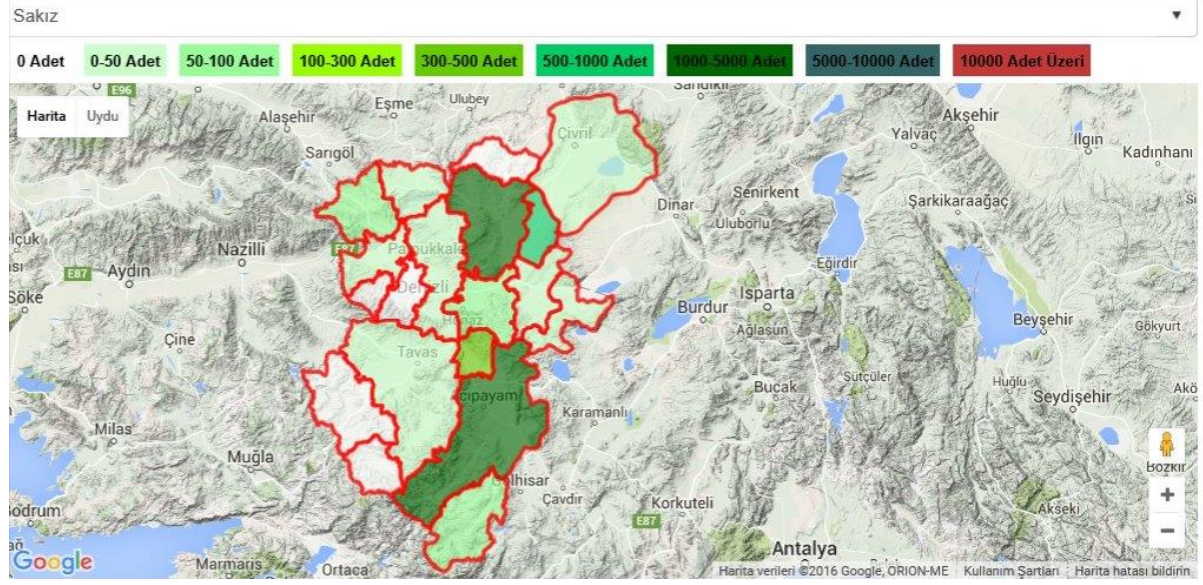 Sakız
0 Adet 0-50 Adet 50-100 Adet 100-300 Adet 300-500 Adet 500-1000 Adet 1000-5000 Adet 5000-10000 Adet 10000 Adet Üzeri
E96
Harita Uydu
Eşme
Ulubey
Alaşehir
Sarıgöl
Çivril
Akşehir
Yalvaç
Ilgın
Kadınhanı
Dinar
Senirkent
Uluborlu
Şarkikaraağaç
Nazilli
E87
Eğirdir
E87
Aydın
Söke
Burdur
Isparta
Ağlasun
Beyşehir
Gökyurt
Çine
Tavas
Bucak
Sütçüler
Huğlu
Seydişehir
Karamanlı
Milas
Muğla
Çavdır
Korkuteli
Bozkır
Akseki
E87
Antalya
Marmaris
Ortaca
Google
Harita verileri ©2016 Google, ORION-ME Kullanım Şartları Harita hatası bildirin